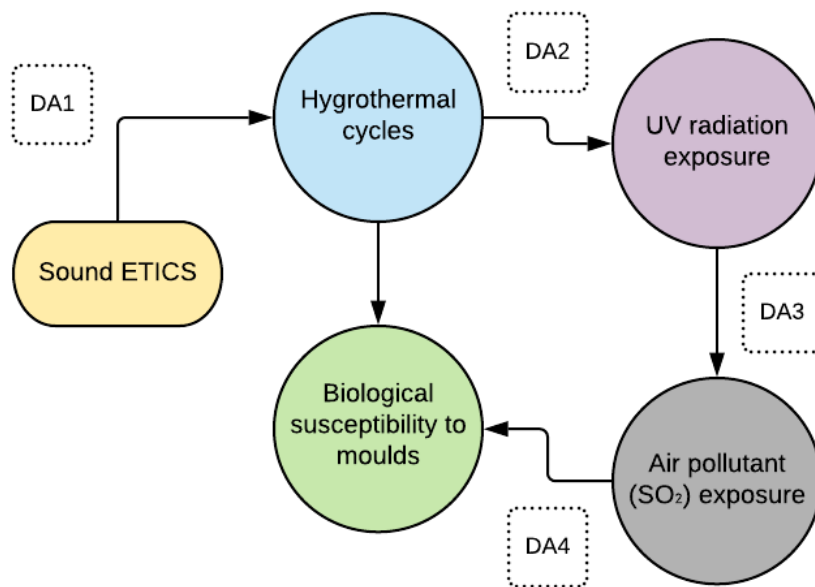 DA1
Hygrothermal
cycles
DA2
UV radiation
exposure
Sound ETICS
DA3
Biological
susceptibility to
moulds
Air pollutant
(SO₂) exposure
DA4